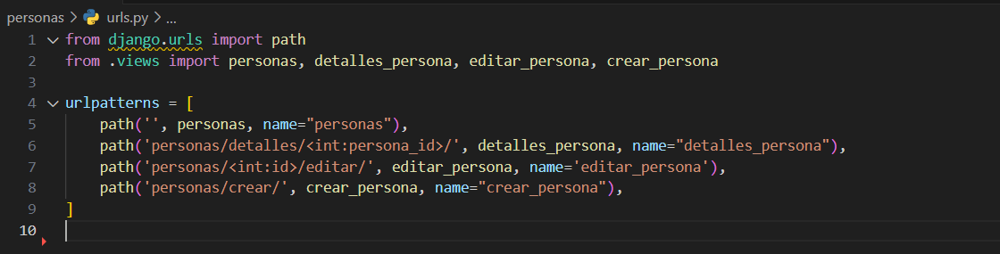 personas > urls.py > ...
1 from django.urls import path
2 from .views import personas, detalles_persona, editar_persona, crear_persona
3
4 urlpatterns = [
5     path('', personas, name="personas"),
6     path('personas/detalles/<int:persona_id>/', detalles_persona, name="detalles_persona"),
7     path('personas/<int:id>/editar/', editar_persona, name='editar_persona'),
8     path('personas/crear/', crear_persona, name="crear_persona"),
9 ]
10